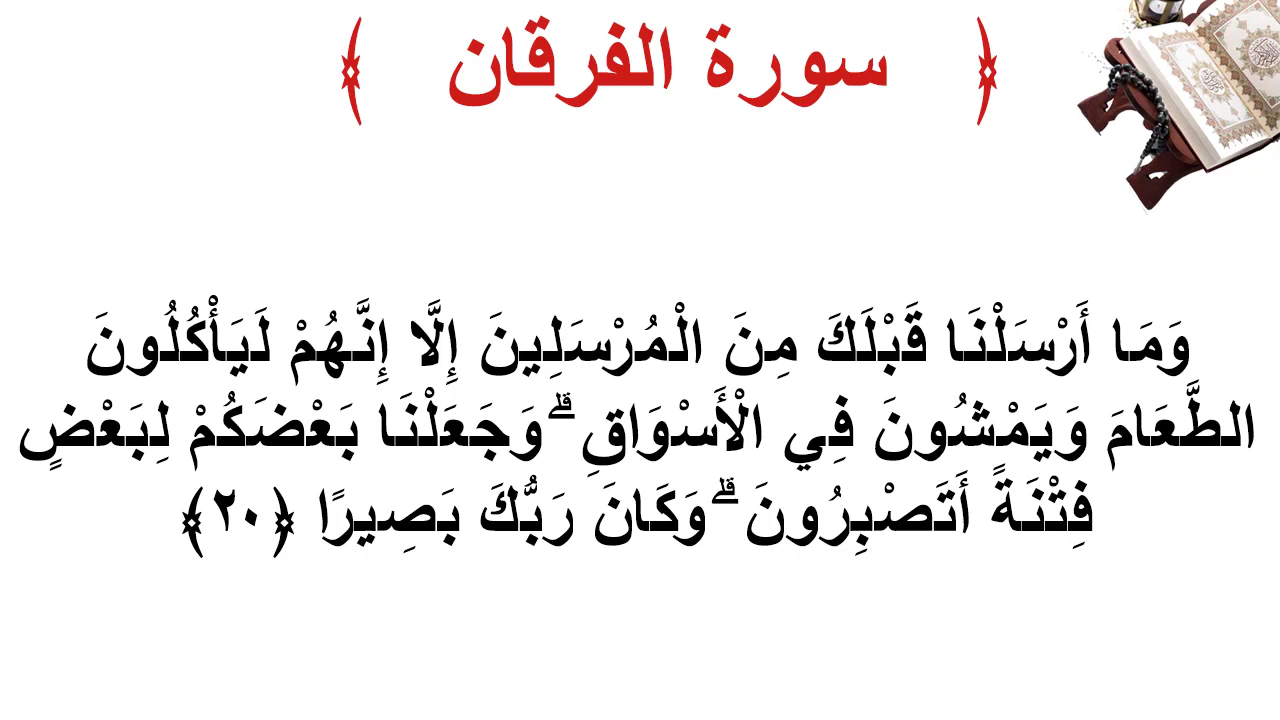 ﴿ سورة الفرقان ﴾
وَمَا أَرْسَلْنَا قَبْلَكَ مِنَ الْمُرْسَلِينَ إِلَّا إِنَّهُمْ لَيَأْكُلُونَ
الطَّعَامَ وَيَمْشُونَ فِي الْأَسْوَاقِ ۗ وَجَعَلْنَا بَعْضَكُمْ لِبَعْضٍ
فِتْنَةً أَتَصْبِرُونَ ۗ وَكَانَ رَبُّكَ بَصِيرًا ﴿٢٠﴾